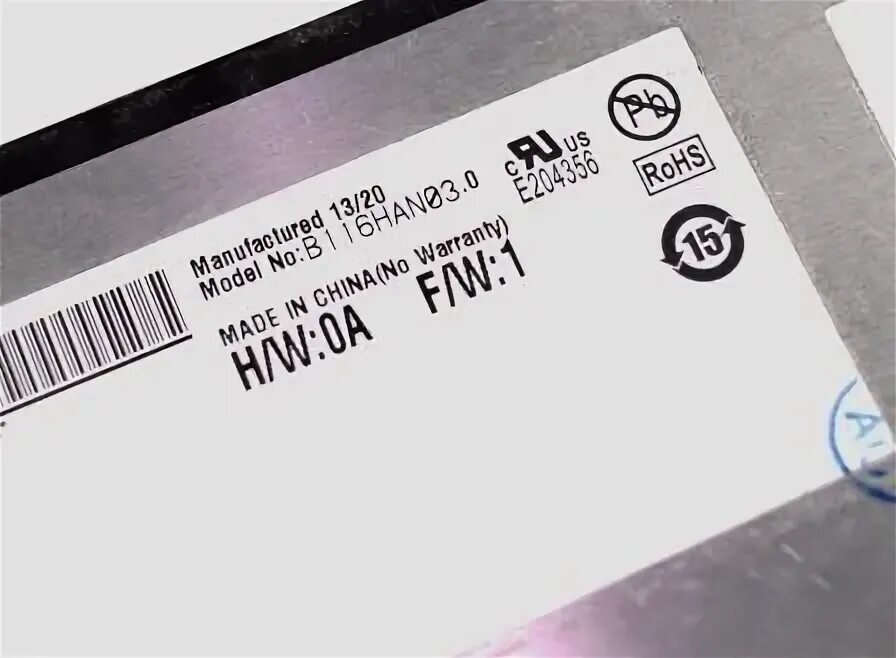 Manufactured 13/20
Model No:B116HAN03.0
MADE IN CHINA(No Warranty)
H/W:0A F/W:1
c RU US
E204356
Pb
RoHS
15